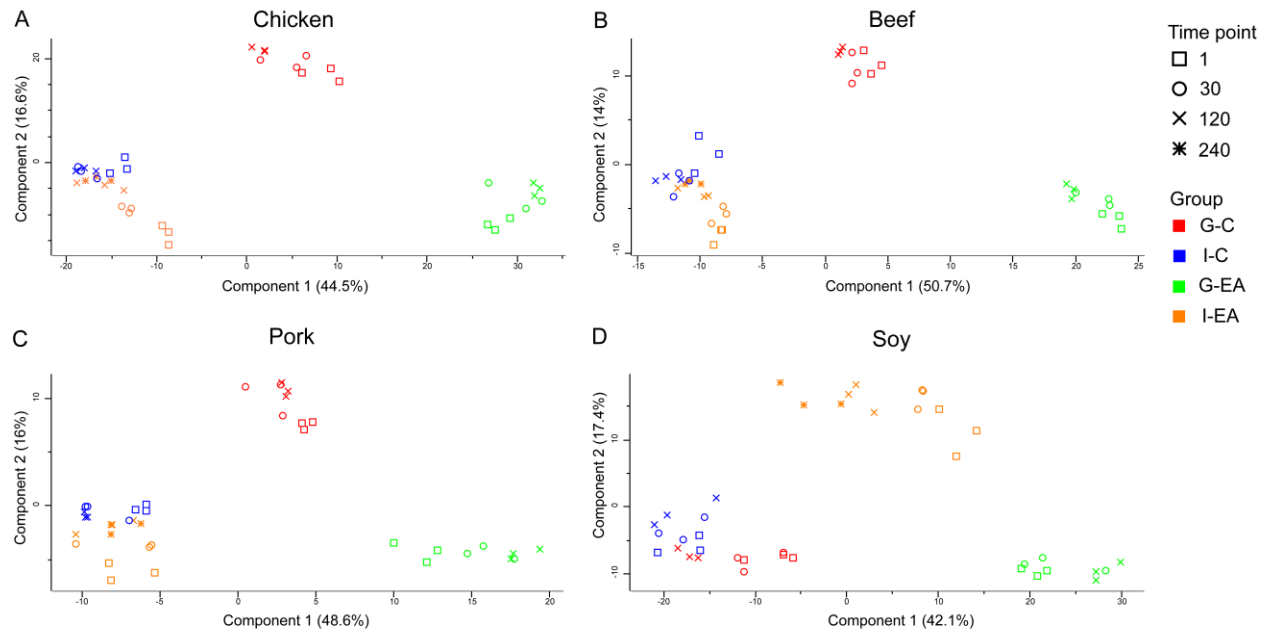 A
Chicken
Component 2 (16.6%)
20
0
-20
-10
0
10
20
30
Component 1 (44.5%)
B
Beef
Component 2 (14%)
10
0
-10
-15
-10
-5
0
5
10
15
20
25
Component 1 (50.7%)
Time point
1
30
120
240
Group
G-C
I-C
G-EA
I-EA
C
Pork
Component 2 (16%)
10
0
-10
-5
0
5
10
15
20
Component 1 (48.6%)
D
Soy
Component 2 (17.4%)
10
0
-10
-20
-10
0
10
20
30
Component 1 (42.1%)